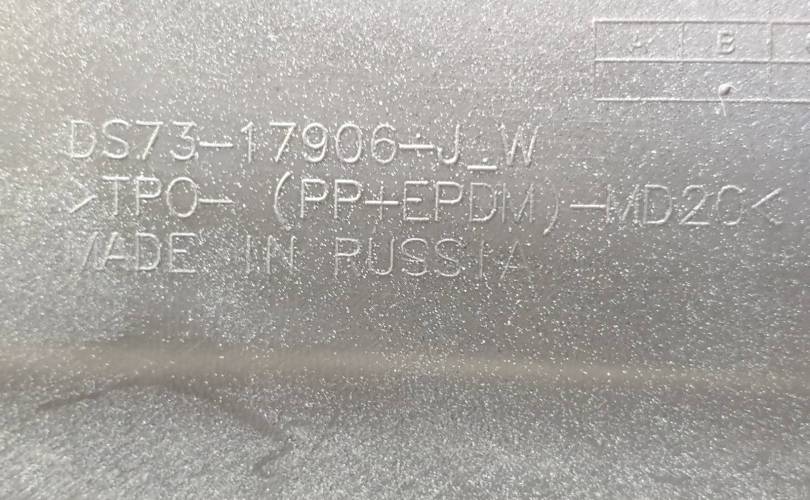 A B
DS73-17906-J_W
>TPO- (PP+EPDM)-MD20<
MADE IN RUSSIA